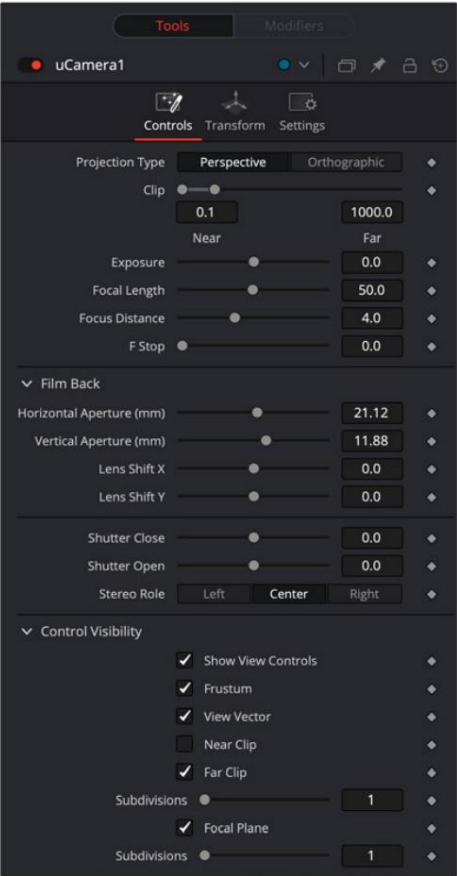 Tools Modifiers
uCamera1
Controls Transform Settings
Projection Type Perspective Orthographic
Clip
0.1 1000.0
Near Far
Exposure 0.0
Focal Length 50.0
Focus Distance 4.0
F Stop 0.0
Film Back
Horizontal Aperture (mm) 21.12
Vertical Aperture (mm) 11.88
Lens Shift X 0.0
Lens Shift Y 0.0
Shutter Close 0.0
Shutter Open 0.0
Stereo Role Left Center Right
Control Visibility
Show View Controls
Frustum
View Vector
Near Clip
Far Clip
Subdivisions 1
Focal Plane
Subdivisions 1